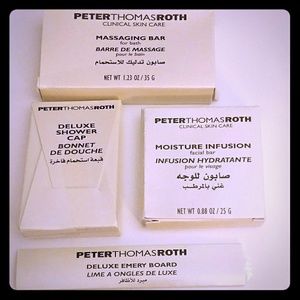 PETERTHOMASROTH
CLINICAL SKIN CARE
MASSAGING BAR
for bath
BARRE DE MASSAGE
pour le bain
صابون تدليك للاستحمام
NET WT 1.23 OZ / 35 G
PETERTHOMASROTH
DELUXE
SHOWER
CAP
BONNET
DE DOUCHE
قبعة استحمام فاخرة
PETERTHOMASROTH
CLINICAL SKIN CARE
MOISTURE INFUSION
facial bar
INFUSION HYDRATANTE
pour le visage
صابون للوجه
غني بالمرطب
NET WT 0.88 OZ / 25 G
PETERTHOMASROTH
DELUXE EMERY BOARD
LIME A ONGLES DE LUXE
مبرد للأظافر